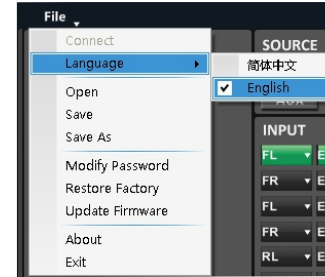 File
Connect
Language
Open
Save
Save As
Modify Password
Restore Factory
Update Firmware
About
Exit
简体中文
English
SOURCE
AUX
INPUT
FL E
FR E
FL E
FR E
RL E